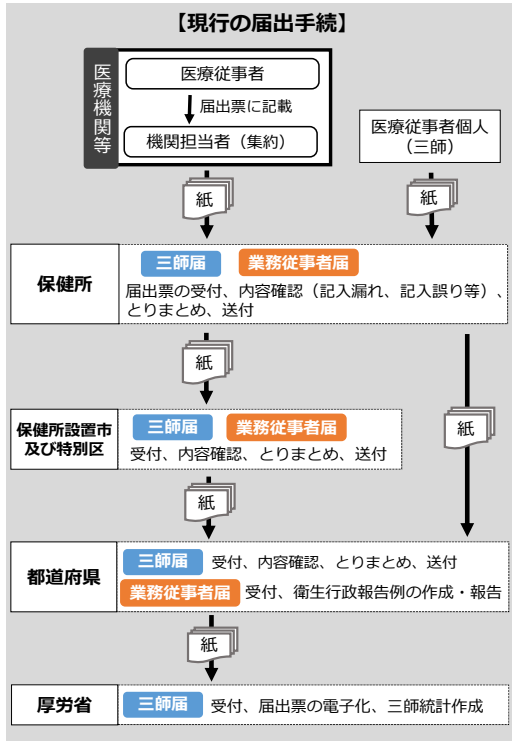 【現行の届出手続】
医療機関等
医療従事者
届出票に記載
機関担当者（集約）
医療従事者個人
（三師）
紙
紙
保健所
三師届 業務従事者届
届出票の受付、内容確認（記入漏れ、記入誤り等）、
とりまとめ、送付
紙
紙
保健所設置市
及び特別区
三師届 業務従事者届
受付、内容確認、とりまとめ、送付
紙
都道府県
三師届 受付、内容確認、とりまとめ、送付
業務従事者届 受付、衛生行政報告例の作成・報告
紙
厚労省
三師届 受付、届出票の電子化、三師統計作成